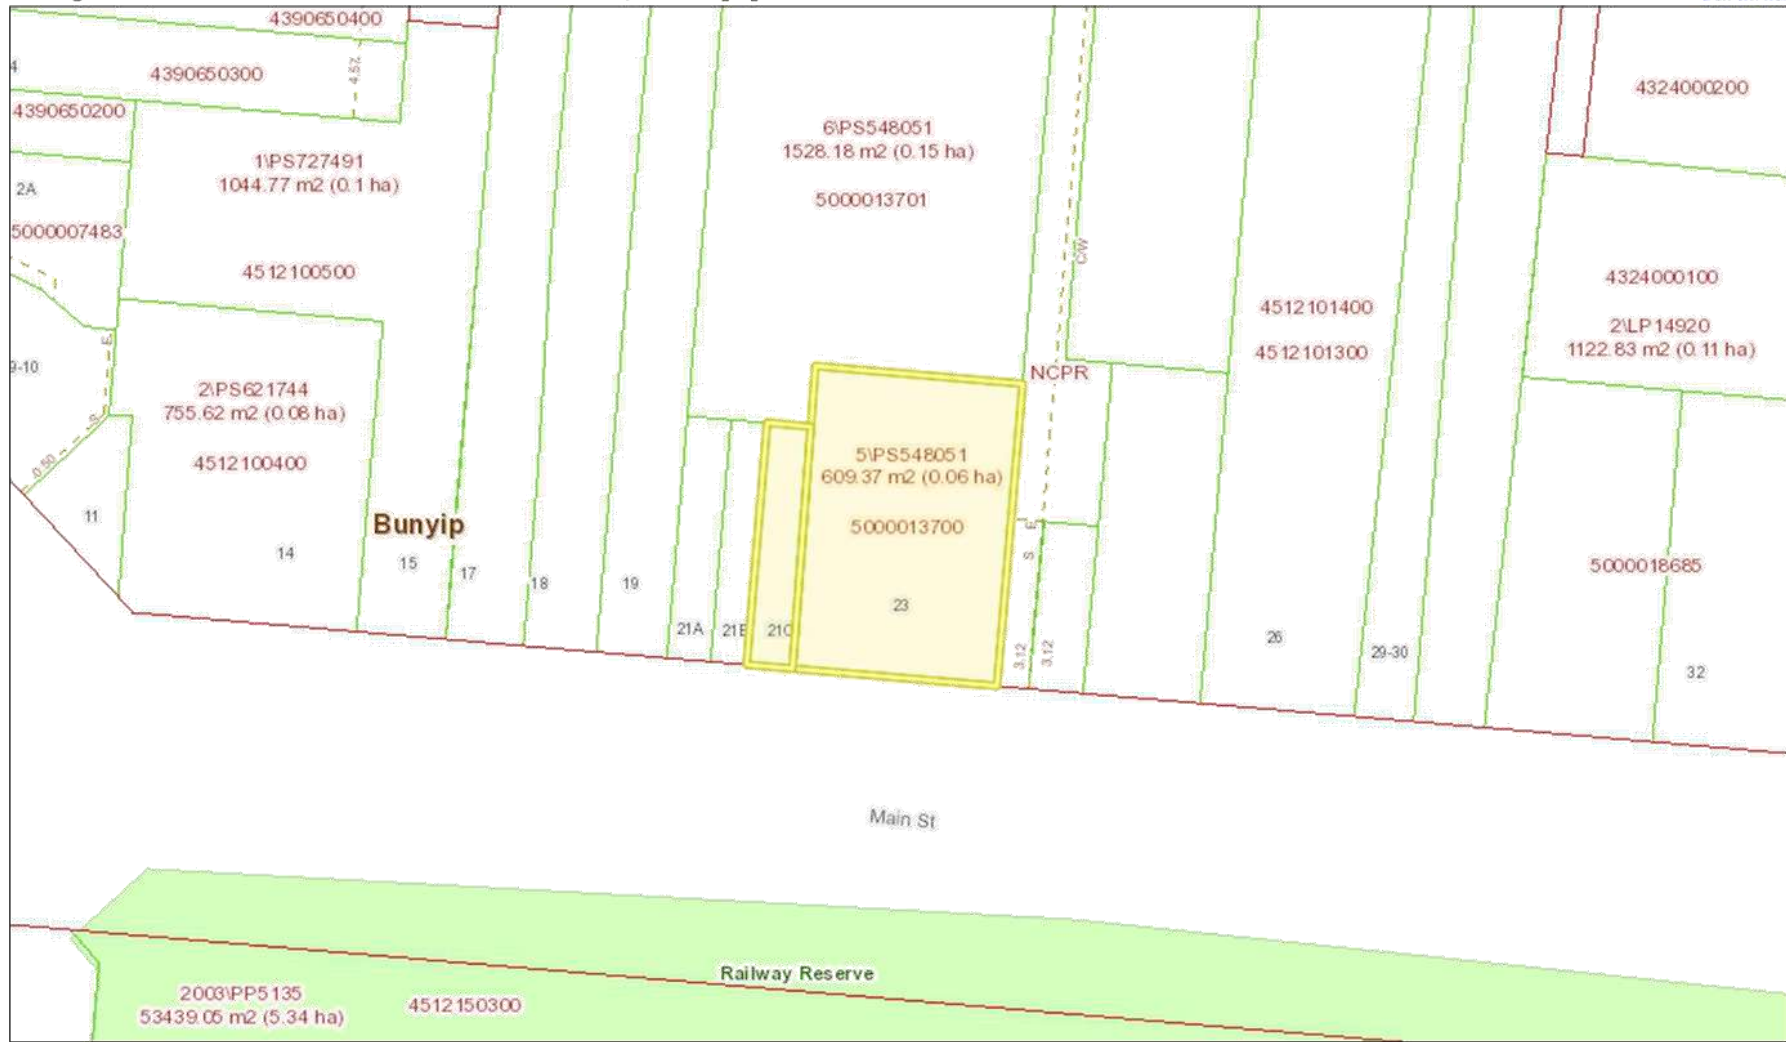 4390650400
4390650300
4.57
4
4390650200
4324000200
6\PS548051
1528.18 m2 (0.15 ha)
5000013701
1\PS727491
1044.77 m2 (0.1 ha)
2A
5000007483
4512100500
C/W
4324000100
4512101400
2\LP14920
1122.83 m2 (0.11 ha)
4512101300
E
9-10
NCPR
2\PS621744
755.62 m2 (0.08 ha)
4512100400
S
0.50
5\PS548051
609.37 m2 (0.06 ha)
5000013700
11
Bunyip
E
S
14
15
17
18
19
5000018685
23
21A
21B
21C
26
29-30
3.12
3.12
32
Main St
Railway Reserve
2003\PP5135
53439.05 m2 (5.34 ha)
4512150300